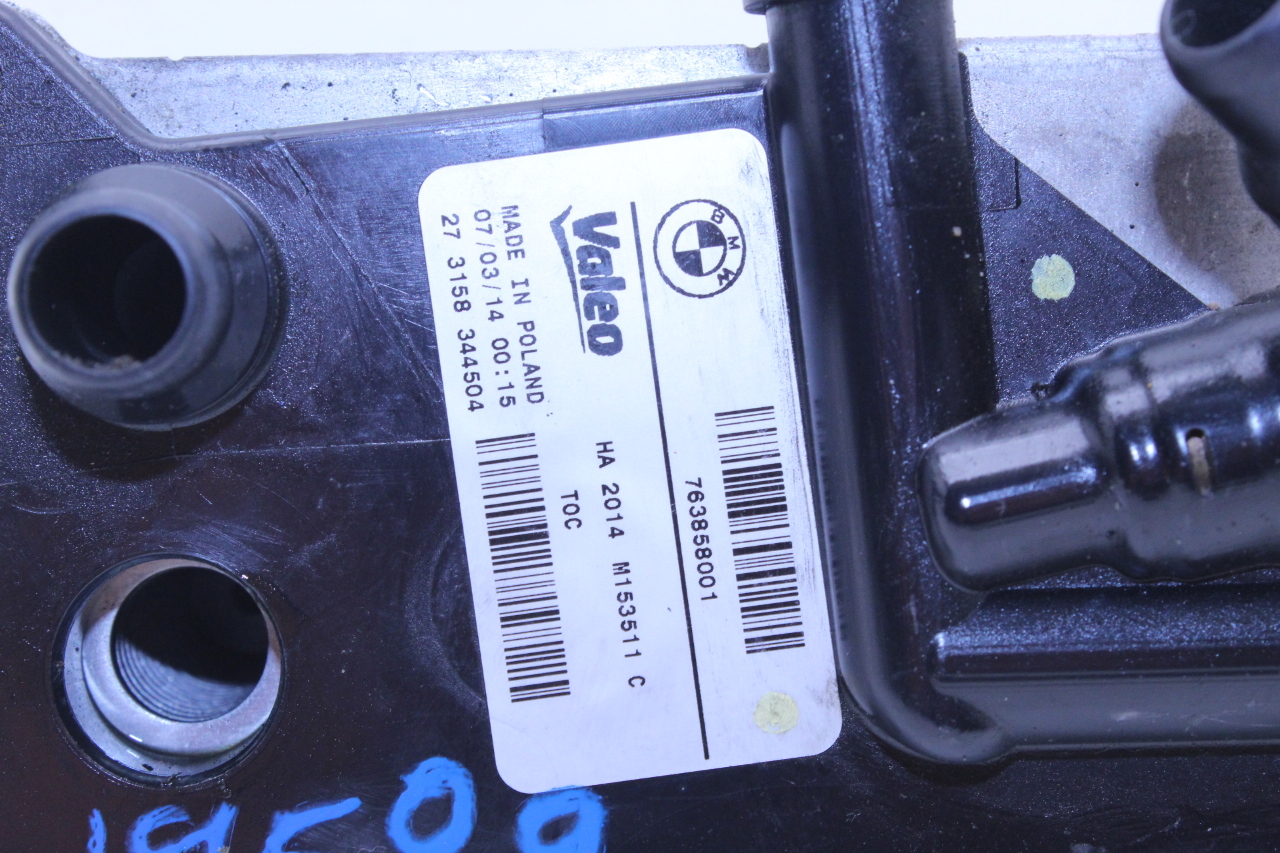 BMW
763858001
Valeo
HA 2014 M153511 C
TOC
MADE IN POLAND
07/03/14 00:15
27 3158 344504